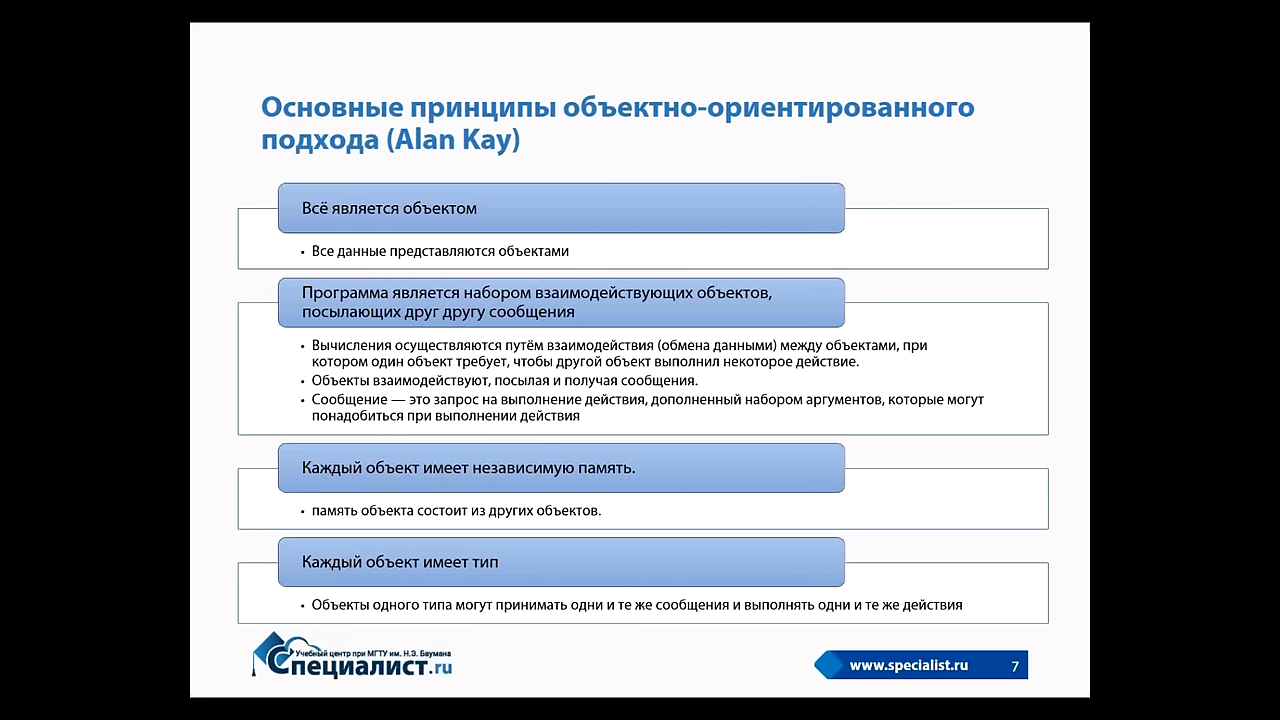 Основные принципы объектно-ориентированного
подхода (Alan Kay)
Всё является объектом
• Все данные представляются объектами
Программа является набором взаимодействующих объектов,
посылающих друг другу сообщения
• Вычисления осуществляются путём взаимодействия (обмена данными) между объектами, при
котором один объект требует, чтобы другой объект выполнил некоторое действие.
• Объекты взаимодействуют, посылая и получая сообщения.
• Сообщение — это запрос на выполнение действия, дополненный набором аргументов, которые могут
понадобиться при выполнении действия
Каждый объект имеет независимую память.
• память объекта состоит из других объектов.
Каждый объект имеет тип
• Объекты одного типа могут принимать одни и те же сообщения и выполнять одни и те же действия
Учебный центр при МГТУ им. Н.Э. Баумана
Специалист.ru
www.specialist.ru 7